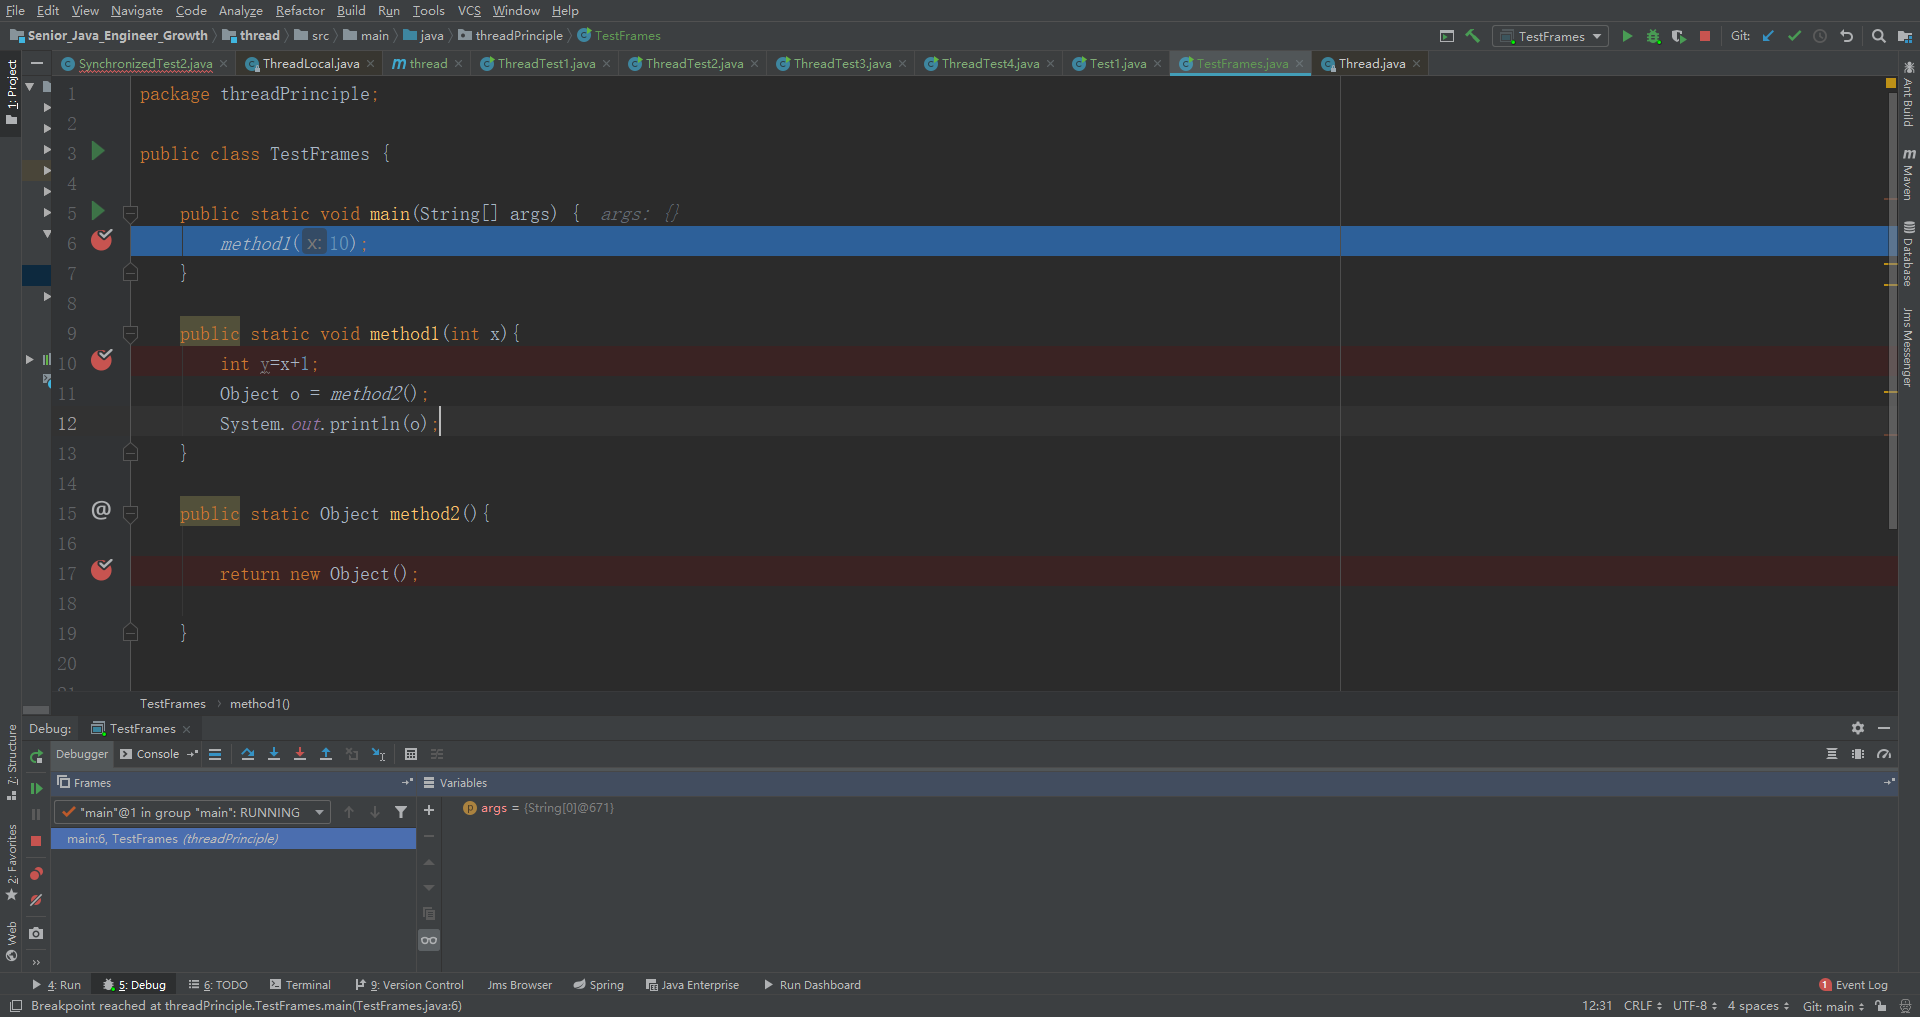 File Edit View Navigate Code Analyze Refactor Build Run Tools VCS Window Help
Senior_Java_Engineer_Growth thread src main java threadPrinciple TestFrames TestFrames Git:
SynchronizedTest2.java ThreadLocal.java thread ThreadTest1.java ThreadTest2.java ThreadTest3.java ThreadTest4.java Test1.java TestFrames.java Thread.java
1: Project
Ant Build
Maven
Database
Jms Messenger
1 package threadPrinciple;
2
3 public class TestFrames {
4
5 public static void main(String[] args) { args: {}
6 method1( x: 10);
7 }
8
9 public static void method1(int x){
10 int y=x+1;
11 Object o = method2();
12 System.out.println(o);
13 }
14
15 @ public static Object method2(){
16
17 return new Object();
18
19 }
20
21
TestFrames method1()
Debug: TestFrames
Debugger Console
Frames
Variables
"main"@1 in group "main": RUNNING
args = {String[0]@671}
main:6, TestFrames (threadPrinciple)
7: Structure
2: Favorites
Web
4: Run 5: Debug 6: TODO Terminal 9: Version Control Jms Browser Spring Java Enterprise Run Dashboard 1 Event Log
Breakpoint reached at threadPrinciple.TestFrames.main(TestFrames.java:6) 12:31 CRLF UTF-8 4 spaces Git: main